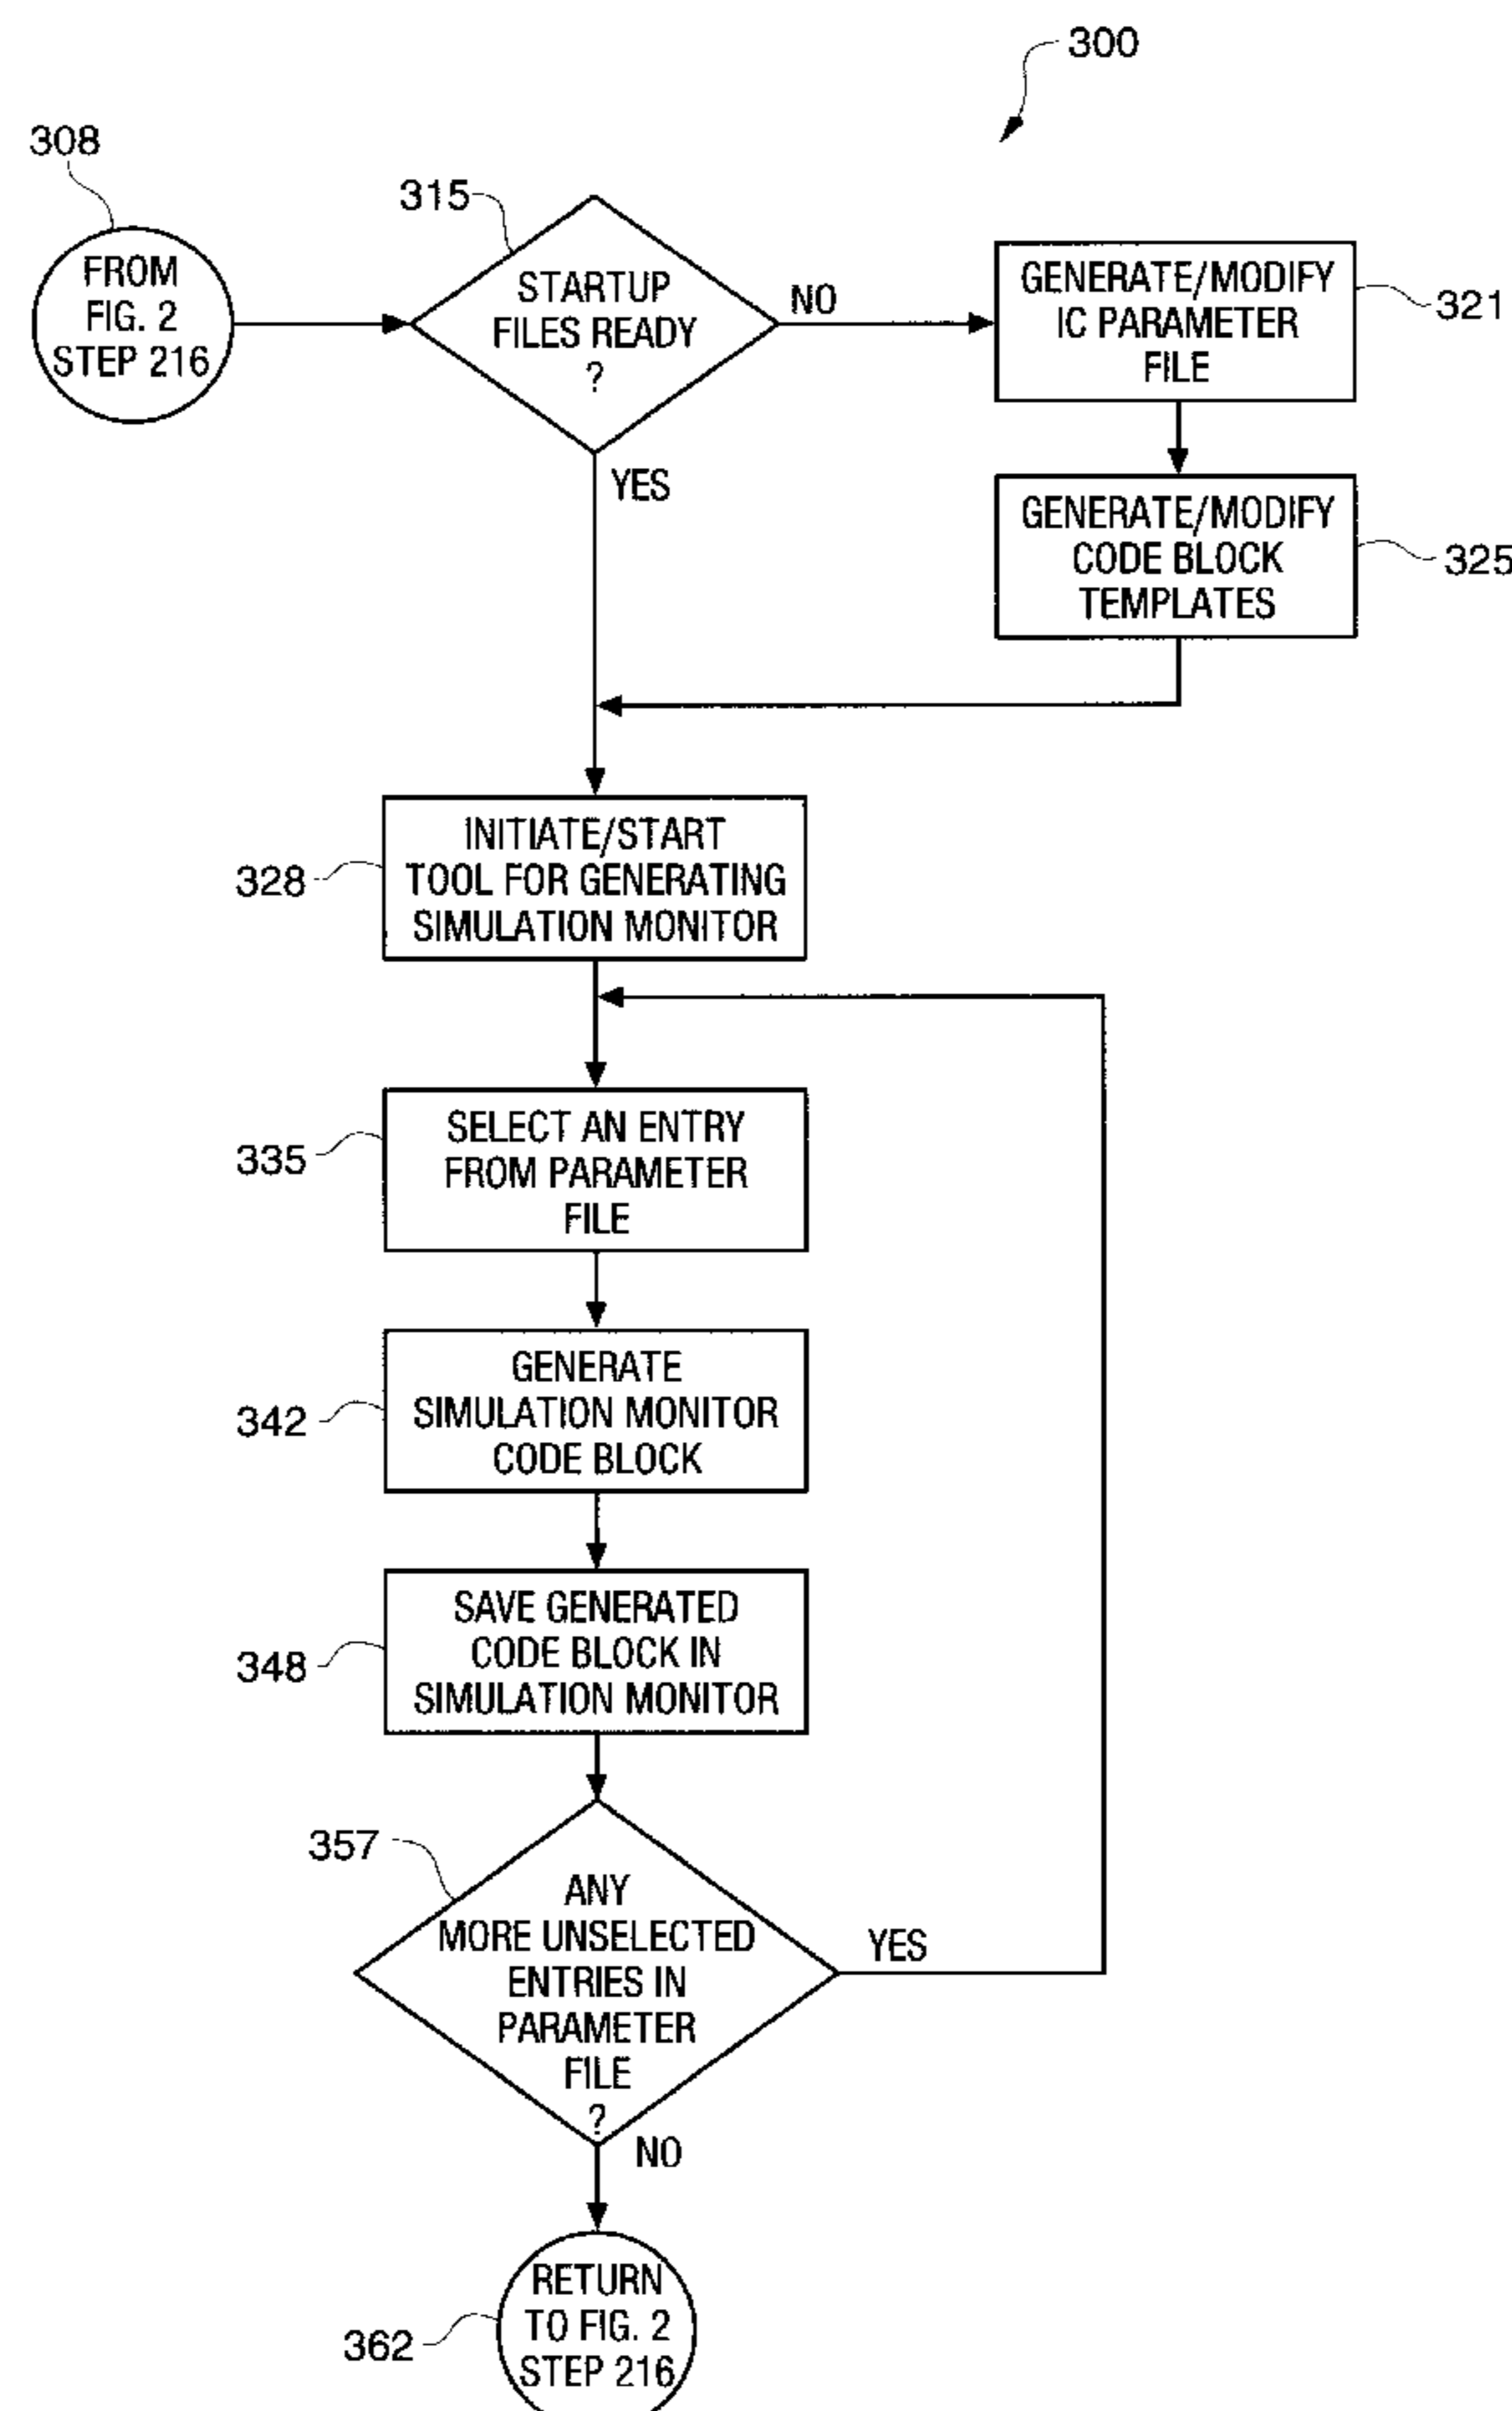 300
308
FROM
FIG. 2
STEP 216
315
STARTUP
FILES READY
?
NO
YES
GENERATE/MODIFY
IC PARAMETER
FILE
321
GENERATE/MODIFY
CODE BLOCK
TEMPLATES
325
328
INITIATE/START
TOOL FOR GENERATING
SIMULATION MONITOR
335
SELECT AN ENTRY
FROM PARAMETER
FILE
342
GENERATE
SIMULATION MONITOR
CODE BLOCK
348
SAVE GENERATED
CODE BLOCK IN
SIMULATION MONITOR
357
ANY
MORE UNSELECTED
ENTRIES IN
PARAMETER
FILE
?
YES
NO
362
RETURN
TO FIG. 2
STEP 216